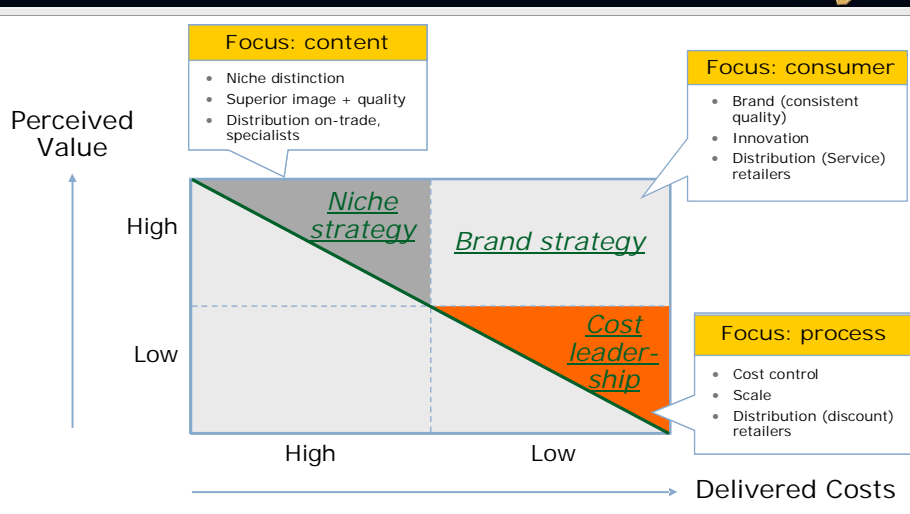 Focus: content
• Niche distinction
• Superior image + quality
• Distribution on-trade,
specialists
Focus: consumer
• Brand (consistent
quality)
• Innovation
• Distribution (Service)
retailers
Perceived
Value
High
Low
Niche
strategy
Brand strategy
Cost
leader-
ship
Focus: process
• Cost control
• Scale
• Distribution (discount)
retailers
High
Low
Delivered Costs